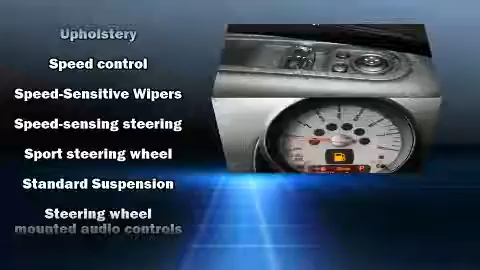 Upholstery
Speed control
Speed-Sensitive Wipers
Speed-sensing steering
Sport steering wheel
Standard Suspension
Steering wheel
mounted audio controls